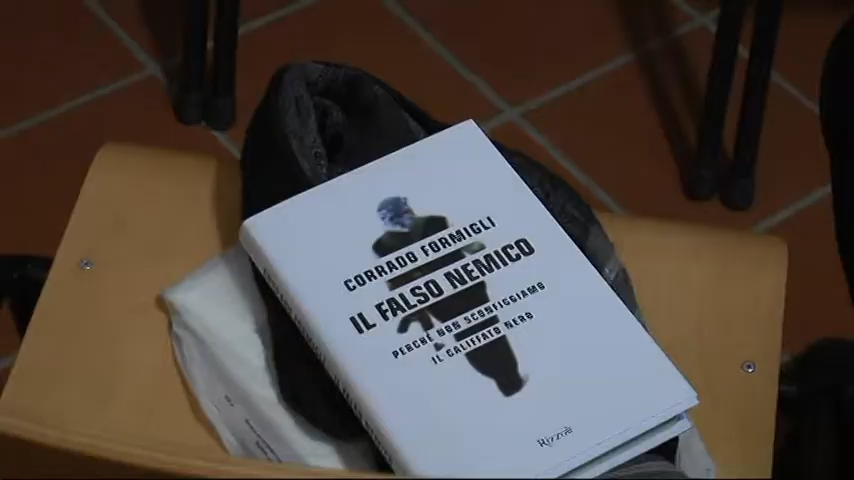 CORRADO FORMIGLI
IL FALSO NEMICO
PERCHÉ NON SCONFIGGIAMO
IL CALIFFATO NERO
Rizzoli